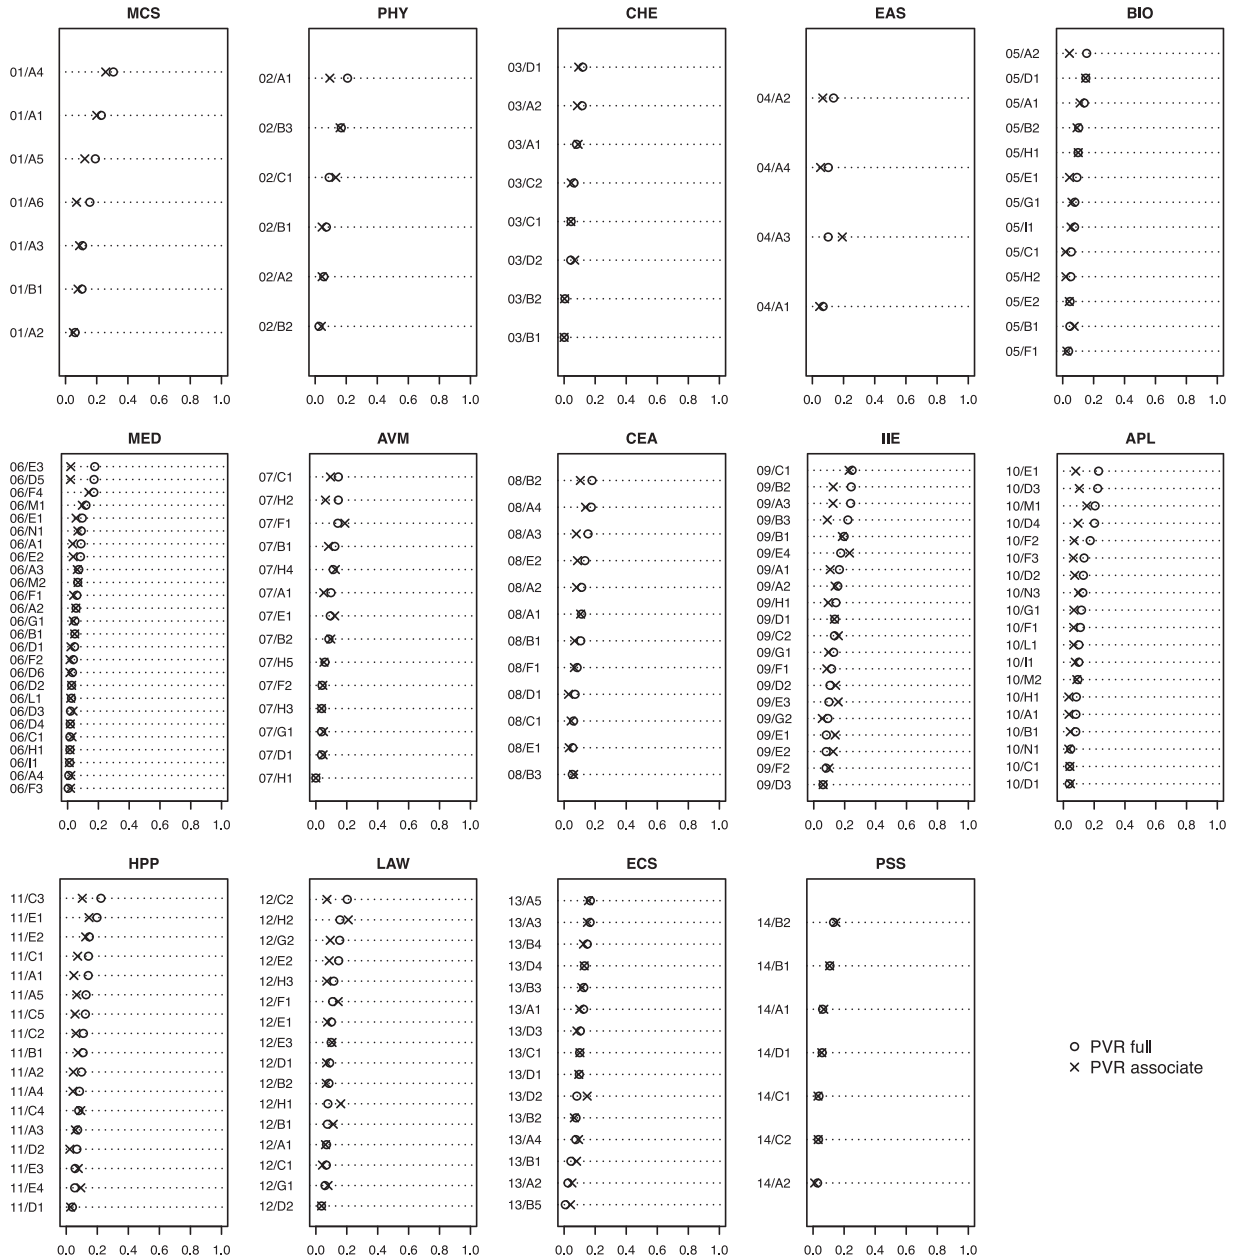 MCS
01/A4
01/A1
01/A5
01/A6
01/A3
01/B1
01/A2
0.0 0.2 0.4 0.6 0.8 1.0
PHY
02/A1
02/B3
02/C1
02/B1
02/A2
02/B2
0.0 0.2 0.4 0.6 0.8 1.0
CHE
03/D1
03/A2
03/A1
03/C2
03/C1
03/D2
03/B2
03/B1
0.0 0.2 0.4 0.6 0.8 1.0
EAS
04/A2
04/A4
04/A3
04/A1
0.0 0.2 0.4 0.6 0.8 1.0
BIO
05/A2
05/D1
05/A1
05/B2
05/H1
05/E1
05/G1
05/I1
05/C1
05/H2
05/E2
05/B1
05/F1
0.0 0.2 0.4 0.6 0.8 1.0
MED
06/E3
06/D5
06/F4
06/M1
06/E1
06/N1
06/A1
06/E2
06/A3
06/M2
06/F1
06/A2
06/G1
06/B1
06/D1
06/F2
06/D6
06/D2
06/L1
06/D3
06/D4
06/C1
06/H1
06/I1
06/A4
06/F3
0.0 0.2 0.4 0.6 0.8 1.0
AVM
07/C1
07/H2
07/F1
07/B1
07/H4
07/A1
07/E1
07/B2
07/H5
07/F2
07/H3
07/G1
07/D1
07/H1
0.0 0.2 0.4 0.6 0.8 1.0
CEA
08/B2
08/A4
08/A3
08/E2
08/A2
08/A1
08/B1
08/F1
08/D1
08/C1
08/E1
08/B3
0.0 0.2 0.4 0.6 0.8 1.0
IIE
09/C1
09/B2
09/A3
09/B3
09/B1
09/E4
09/A1
09/A2
09/H1
09/D1
09/C2
09/G1
09/F1
09/D2
09/E3
09/G2
09/E1
09/E2
09/F2
09/D3
0.0 0.2 0.4 0.6 0.8 1.0
APL
10/E1
10/D3
10/M1
10/D4
10/F2
10/F3
10/D2
10/N3
10/G1
10/F1
10/L1
10/I1
10/M2
10/H1
10/A1
10/B1
10/N1
10/C1
10/D1
0.0 0.2 0.4 0.6 0.8 1.0
HPP
11/C3
11/E1
11/E2
11/C1
11/A1
11/A5
11/C5
11/C2
11/B1
11/A2
11/A4
11/C4
11/A3
11/D2
11/E3
11/E4
11/D1
0.0 0.2 0.4 0.6 0.8 1.0
LAW
12/C2
12/H2
12/G2
12/E2
12/H3
12/F1
12/E1
12/E3
12/D1
12/B2
12/H1
12/B1
12/A1
12/C1
12/G1
12/D2
0.0 0.2 0.4 0.6 0.8 1.0
ECS
13/A5
13/A3
13/B4
13/D4
13/B3
13/A1
13/D3
13/C1
13/D1
13/D2
13/B2
13/A4
13/B1
13/A2
13/B5
0.0 0.2 0.4 0.6 0.8 1.0
PSS
14/B2
14/B1
14/A1
14/D1
14/C1
14/C2
14/A2
0.0 0.2 0.4 0.6 0.8 1.0
PVR full
PVR associate